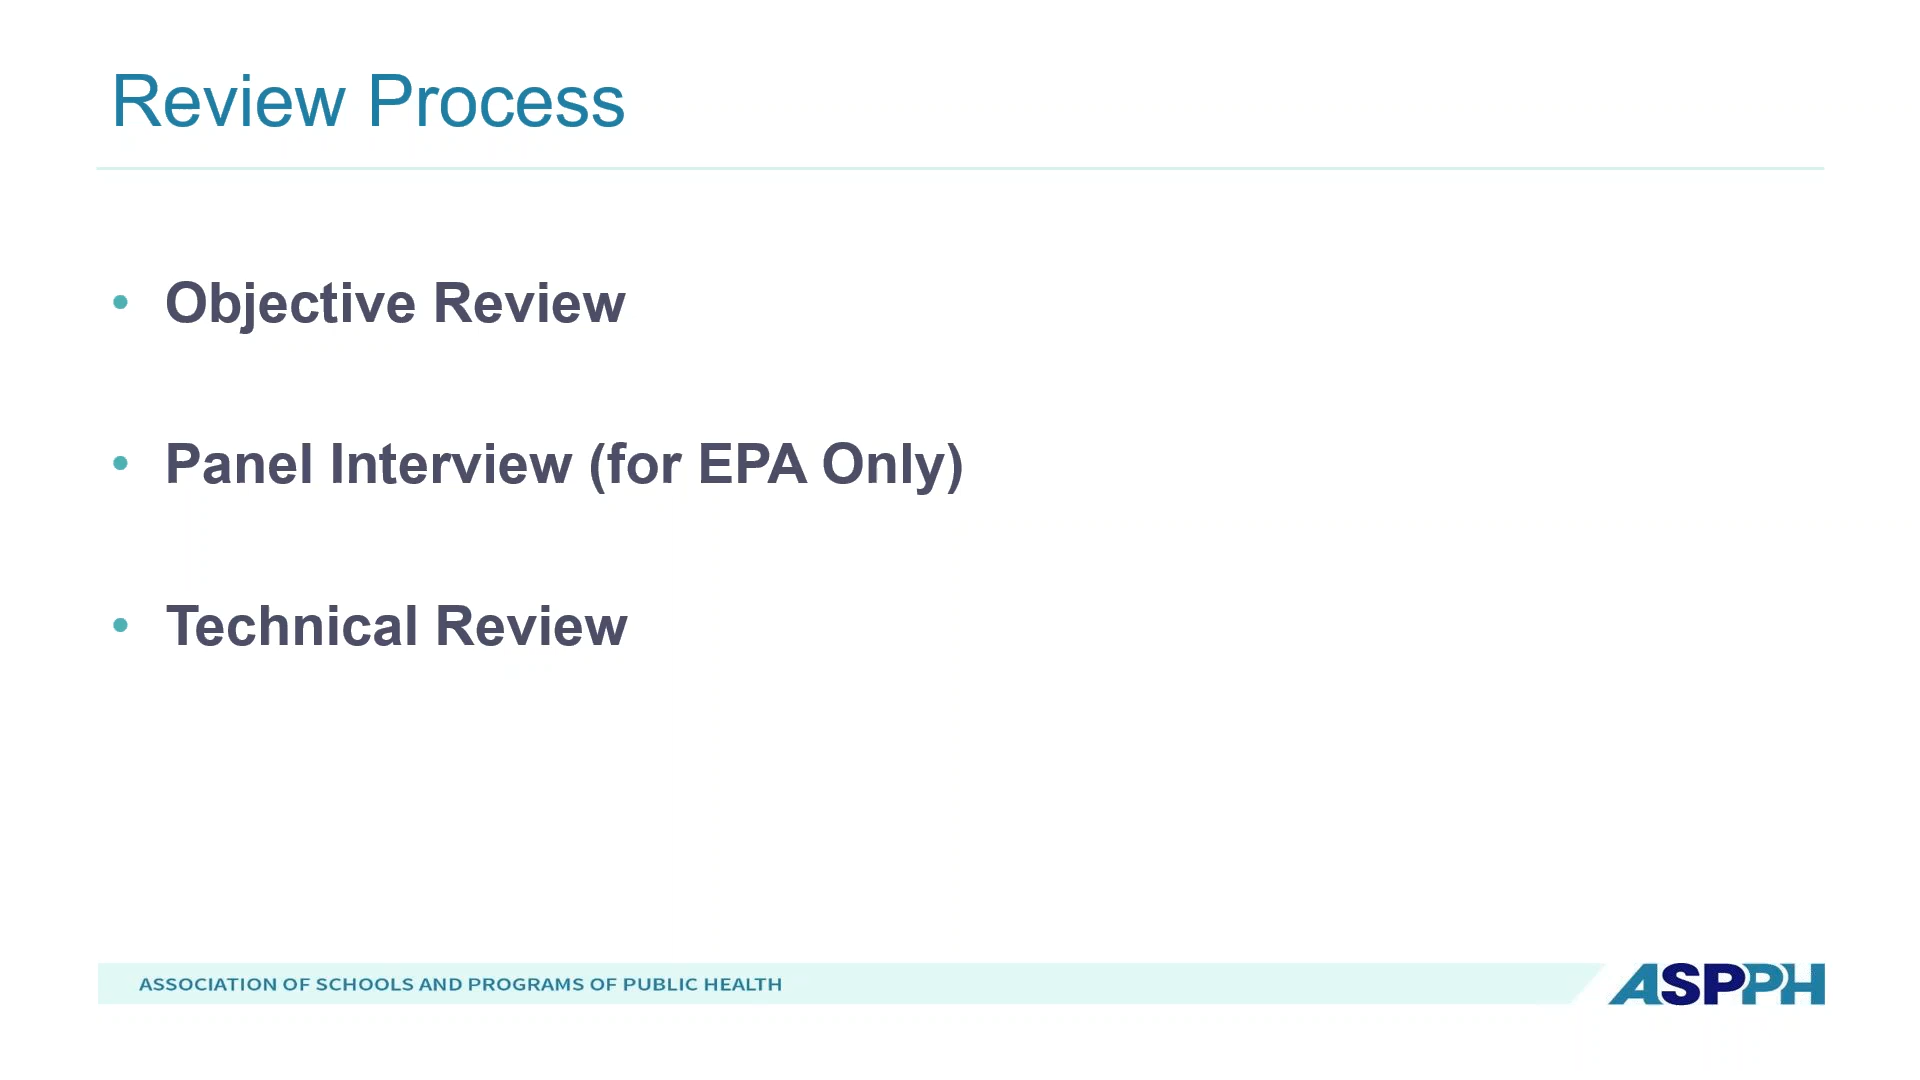 Review Process
• Objective Review
• Panel Interview (for EPA Only)
• Technical Review
ASSOCIATION OF SCHOOLS AND PROGRAMS OF PUBLIC HEALTH
ASPPH